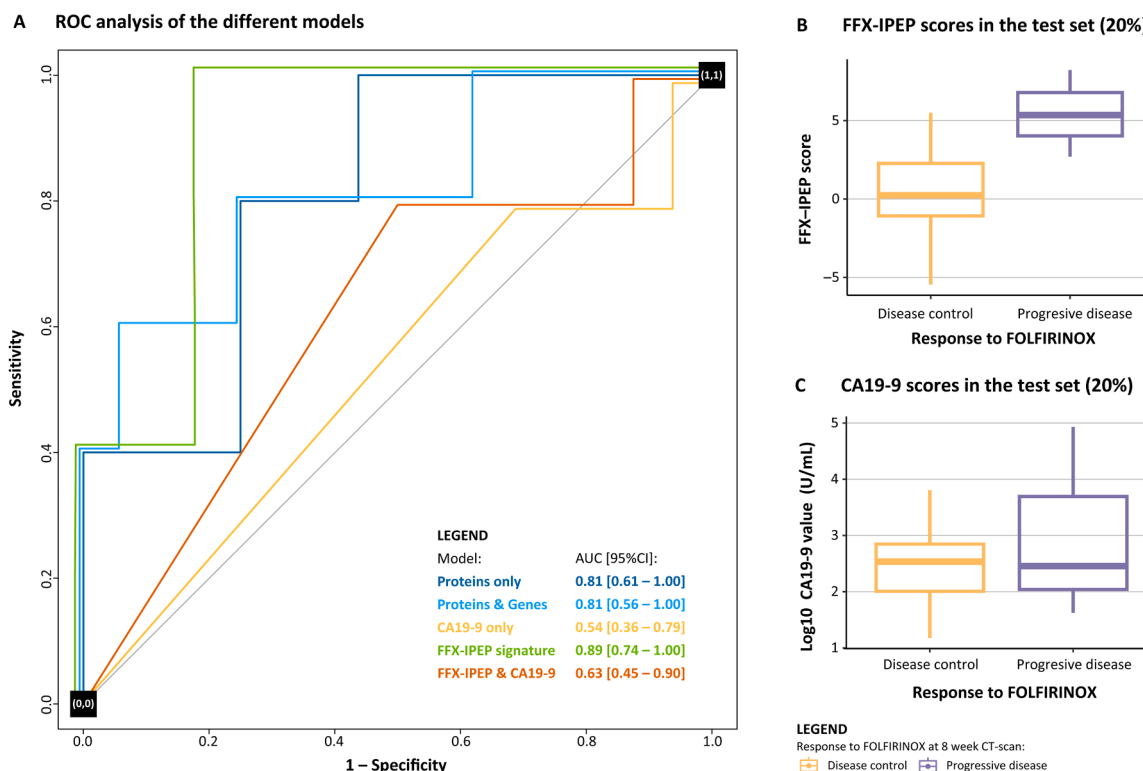 A ROC analysis of the different models
Sensitivity
1.0
0.8
0.6
0.4
0.2
0.0
(1,1)
(0,0)
LEGEND
Model: AUC [95%CI]:
Proteins only 0.81 [0.61 – 1.00]
Proteins & Genes 0.81 [0.56 – 1.00]
CA19-9 only 0.54 [0.36 – 0.79]
FFX-IPEP signature 0.89 [0.74 – 1.00]
FFX-IPEP & CA19-9 0.63 [0.45 – 0.90]
0.0 0.2 0.4 0.6 0.8 1.0
1 – Specificity
B FFX-IPEP scores in the test set (20%)
FFX–IPEP score
5
0
−5
Disease control Progresive disease
Response to FOLFIRINOX
C CA19-9 scores in the test set (20%)
Log10 CA19-9 value (U/mL)
5
4
3
2
1
Disease control Progresive disease
Response to FOLFIRINOX
LEGEND
Response to FOLFIRINOX at 8 week CT-scan:
Disease control Progressive disease